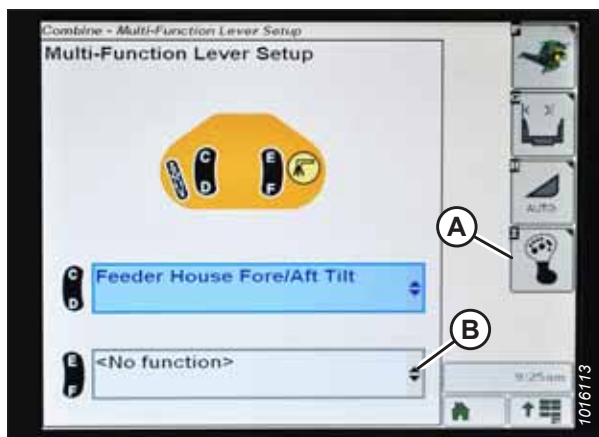 Combine - Multi-Function Lever Setup
Multi-Function Lever Setup
C
D
E
F
AUTO
A
C
D
Feeder House Fore/Aft Tilt
B
E
F
<No function>
9:25am
1016113